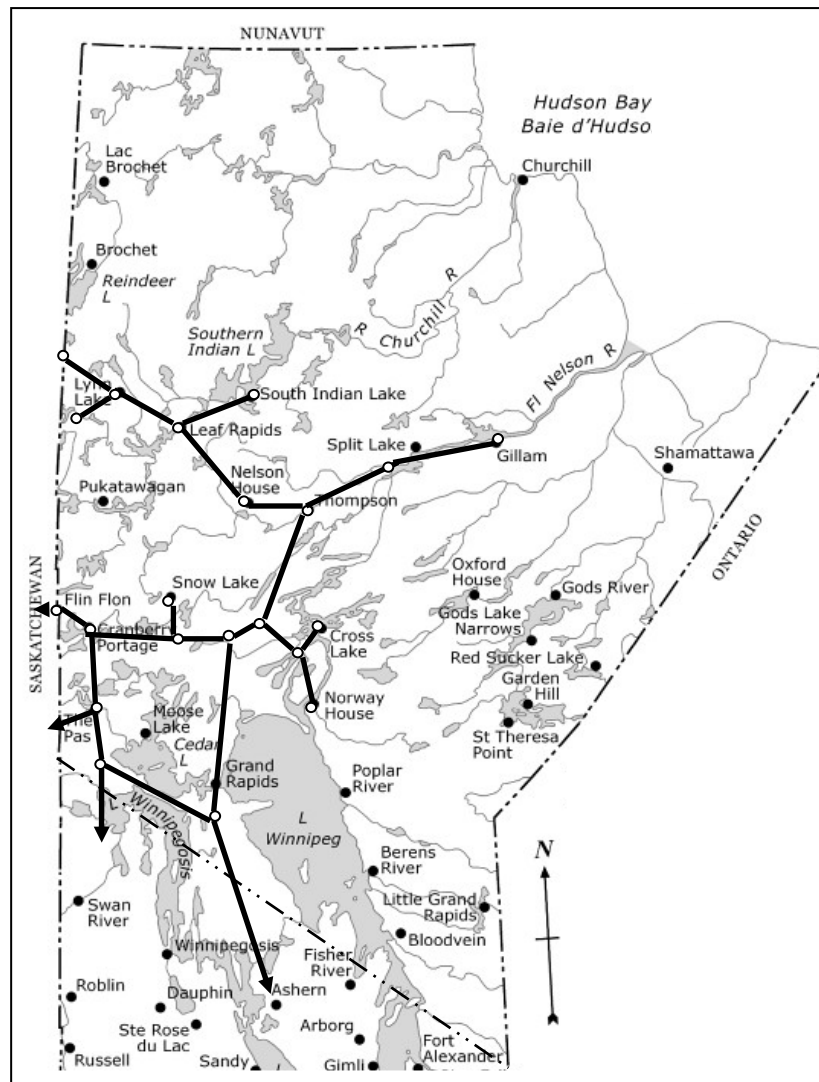 NUNAVUT
Hudson Bay
Baie d'Hudso
Lac
Brochet
Churchill
Brochet
Reindeer
L
Southern
Indian L
R Churchill R
Fl Nelson R
Lynn
Lake
South Indian Lake
Leaf Rapids
Split Lake
Gillam
Shamattawa
Nelson
House
Pukatawagan
Thompson
ONTARIO
SASKATCHEWAN
Snow Lake
Oxford
House
Gods River
Flin Flon
Gods Lake
Narrows
Cranberry
Portage
Cross
Lake
Red Sucker Lake
Garden
Hill
Norway
House
The
Pas
Moose
Lake
St Theresa
Point
Cedar
L
Grand
Rapids
Poplar
River
L
Winnipegosis
L
Winnipeg
N
Berens
River
Swan
River
Little Grand
Rapids
Bloodvein
Winnipegosis
Fisher
River
Roblin
Dauphin
Ashern
Ste Rose
du Lac
Arborg
Fort
Alexander
Russell
Sandy
L
Gimli